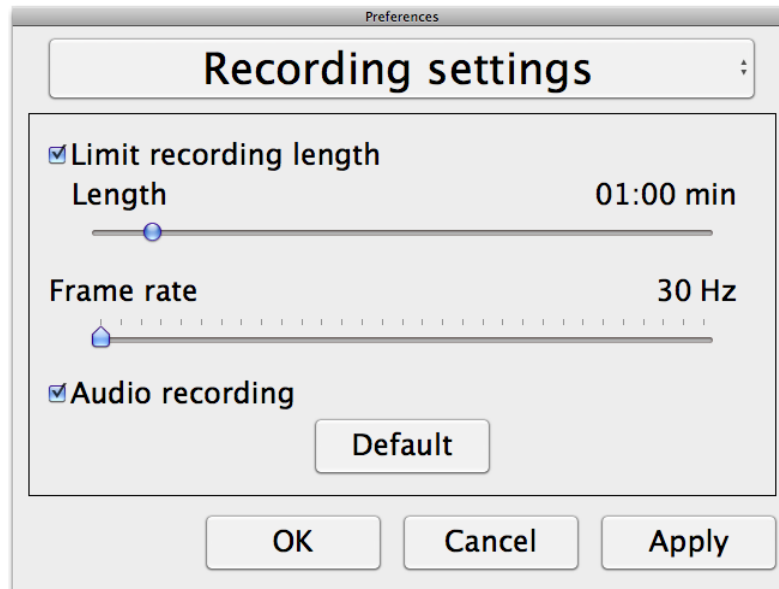 Preferences
Recording settings
Limit recording length
Length 01:00 min
Frame rate 30 Hz
Audio recording
Default
OK Cancel Apply